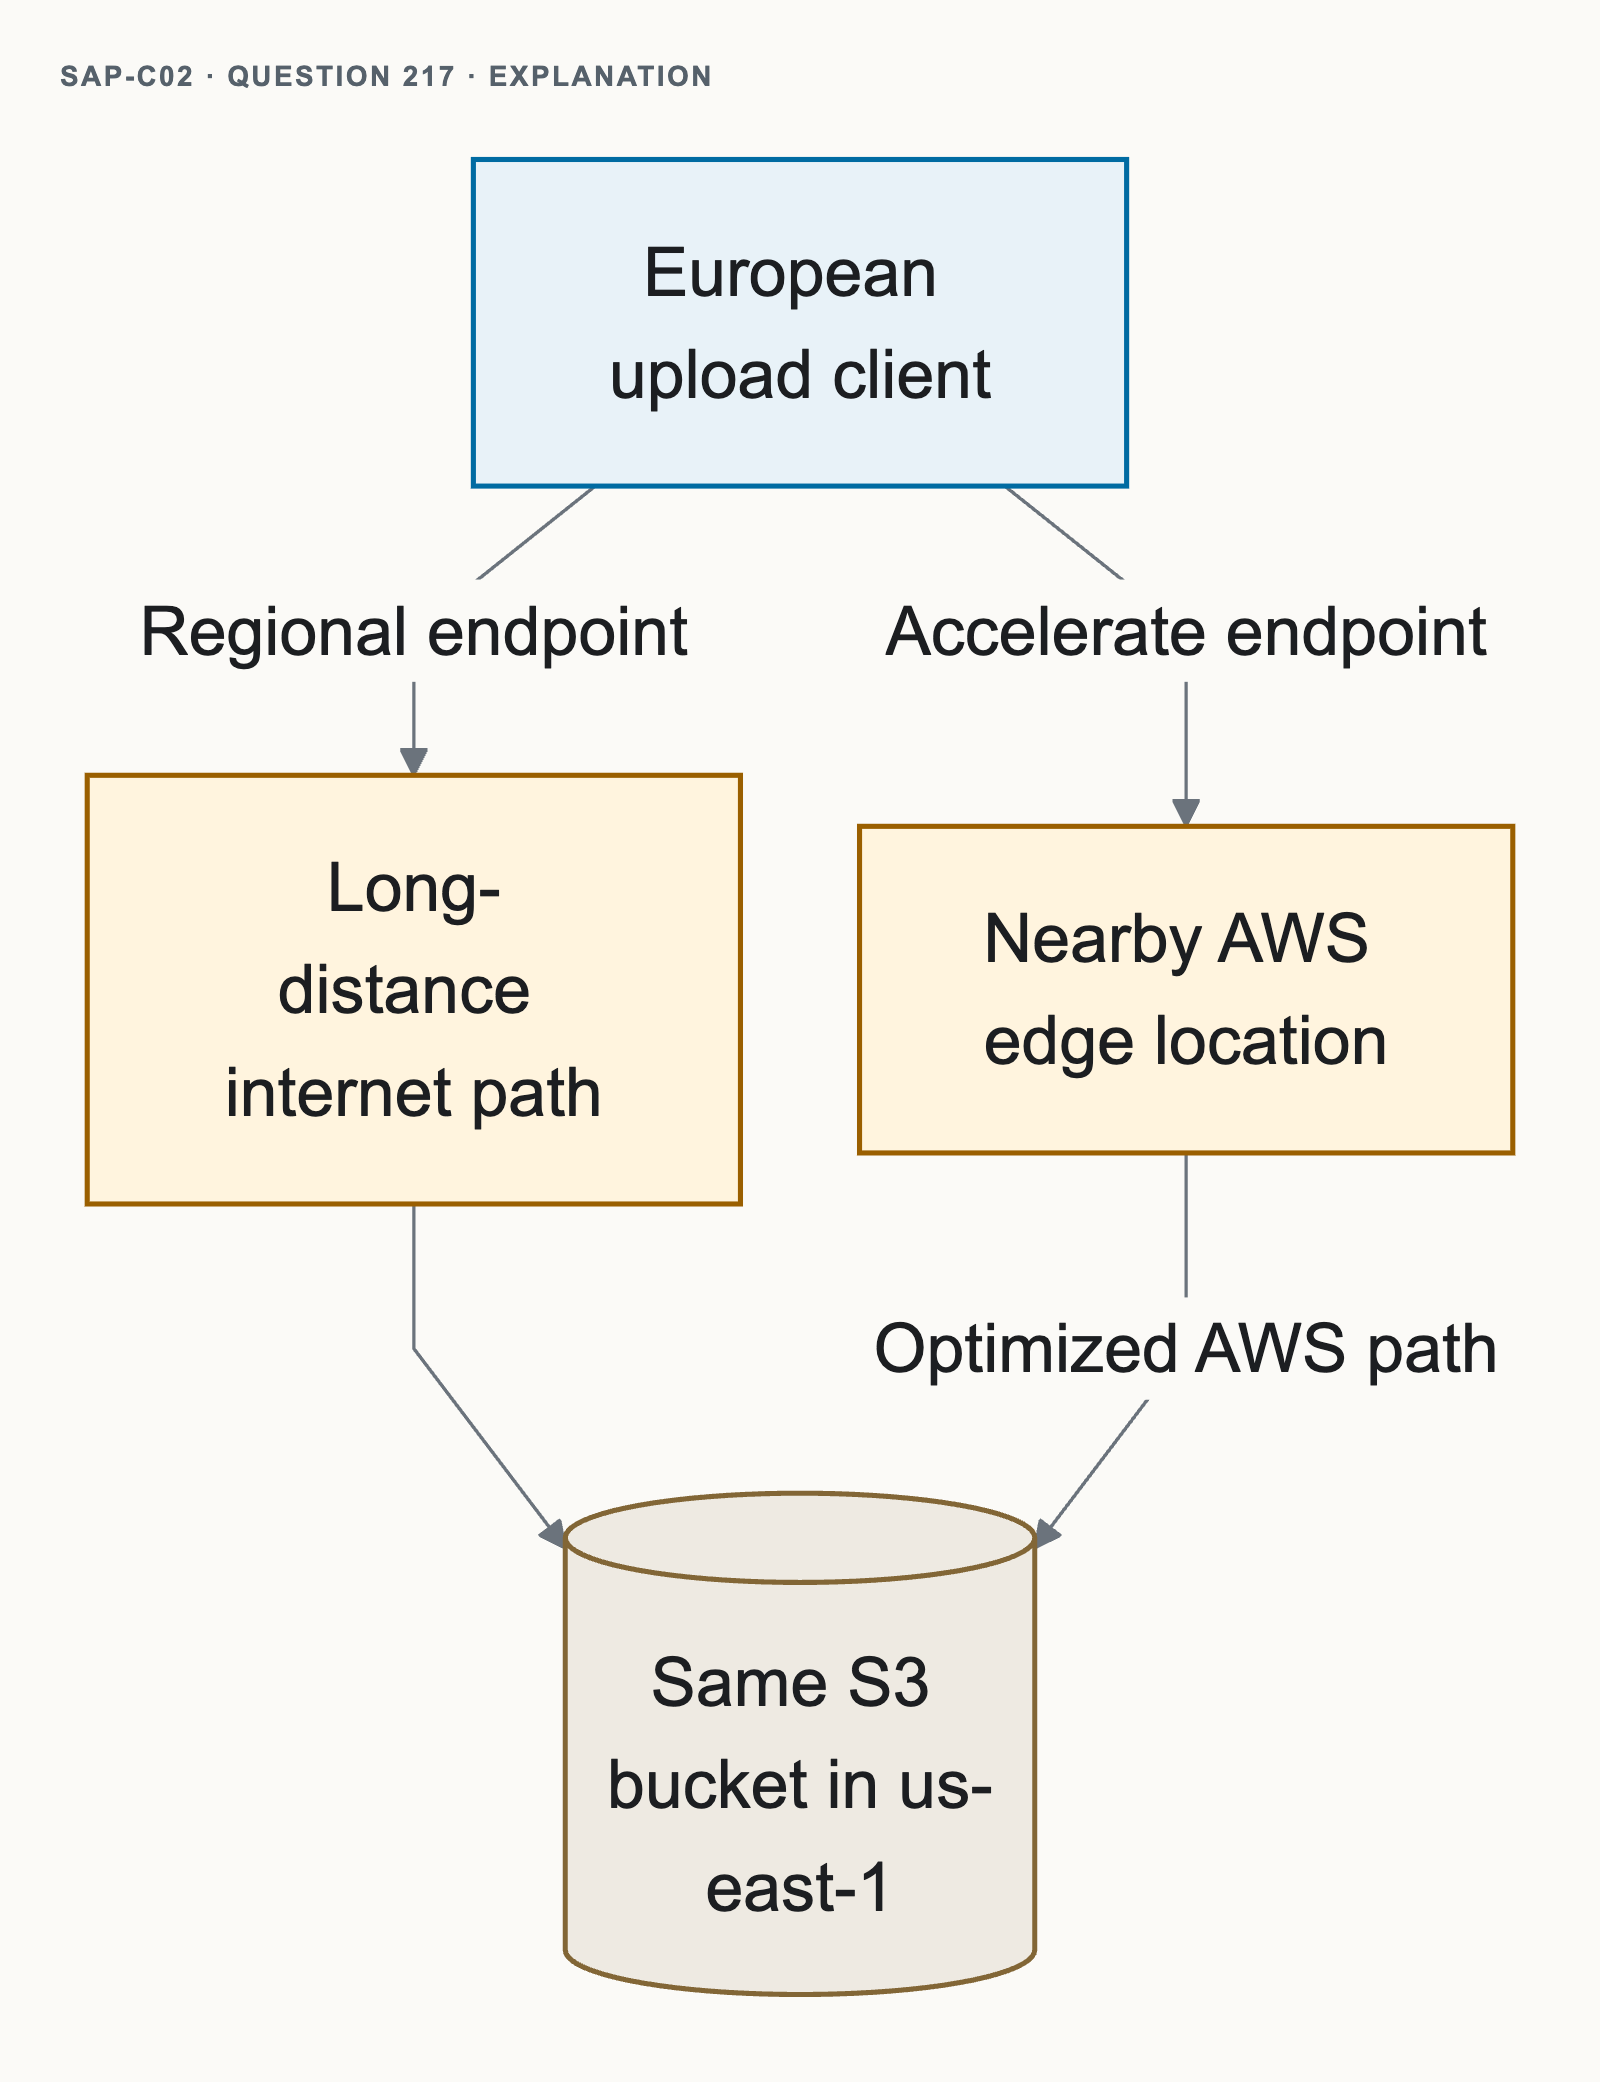 SAP-C02 · QUESTION 217 · EXPLANATION
European
upload client
Regional endpoint
Accelerate endpoint
Long-
distance
internet path
Nearby AWS
edge location
Optimized AWS path
Same S3
bucket in us-
east-1